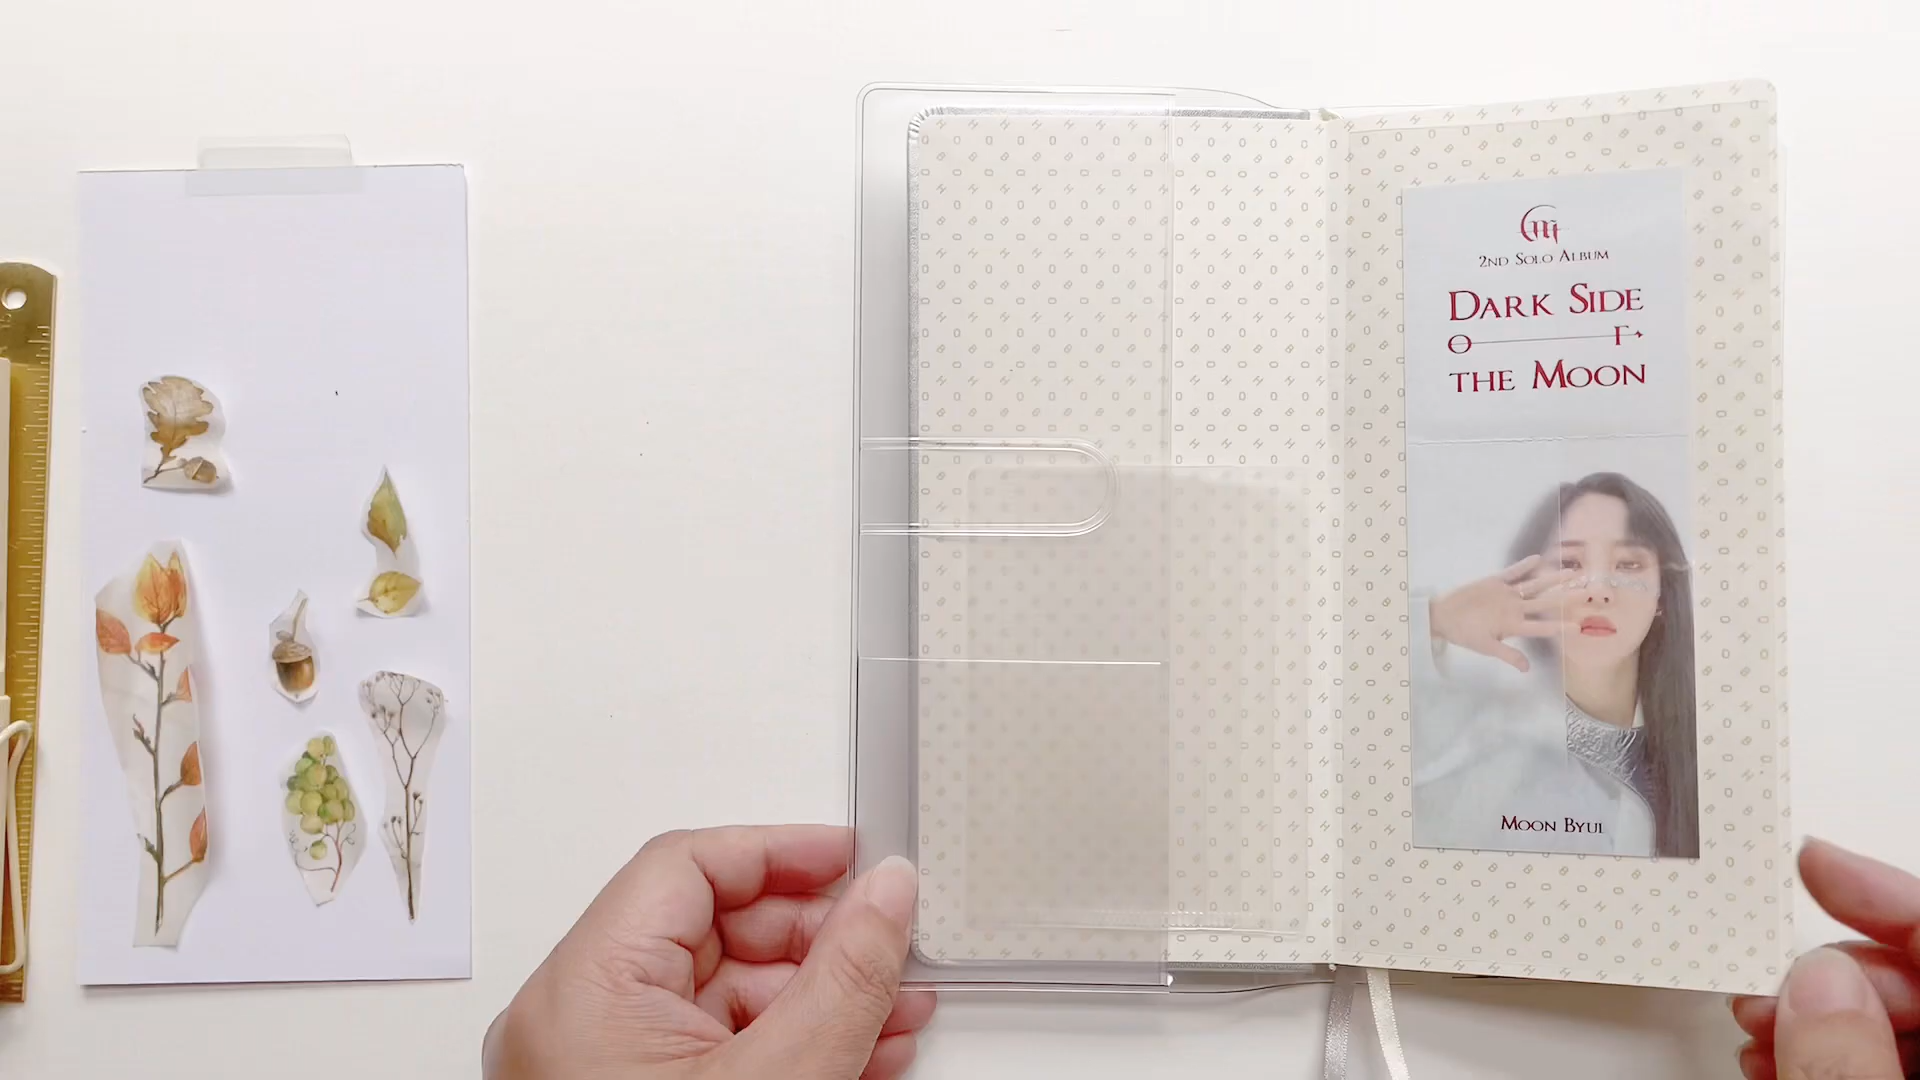 2ND SOLO ALBUM
DARK SIDE
OF
THE MOON
MOON BYUL